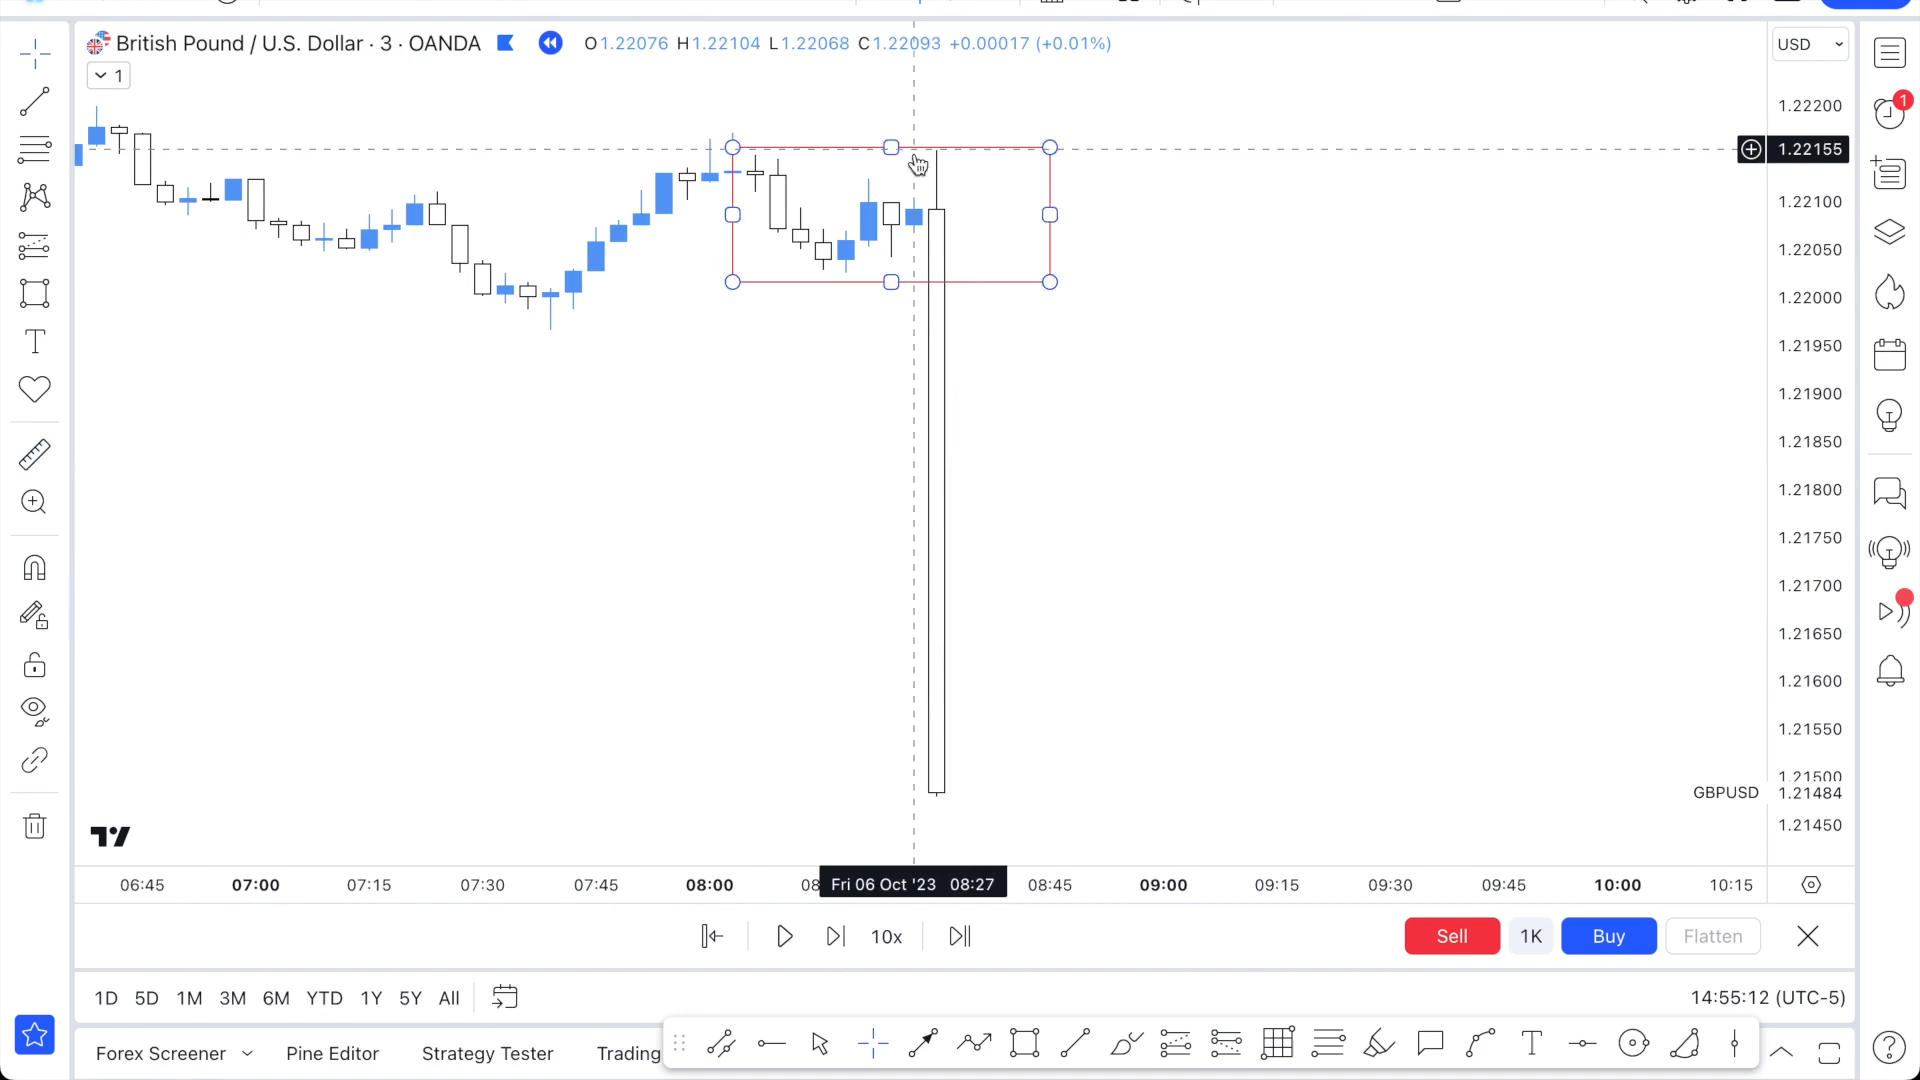 British Pound / U.S. Dollar · 3 · OANDA
O1.22076 H1.22104 L1.22068 C1.22093 +0.00017 (+0.01%)
USD
1
1
1.22200
1.22155
1.22100
1.22050
1.22000
1.21950
1.21900
1.21850
1.21800
1.21750
1.21700
1.21650
1.21600
1.21550
1.21500
GBPUSD 1.21484
1.21450
06:45 07:00 07:15 07:30 07:45 08:00 08 Fri 06 Oct '23 08:27 08:45 09:00 09:15 09:30 09:45 10:00 10:15
10x
Sell 1K Buy Flatten
1D 5D 1M 3M 6M YTD 1Y 5Y All
14:55:12 (UTC-5)
Forex Screener Pine Editor Strategy Tester Trading